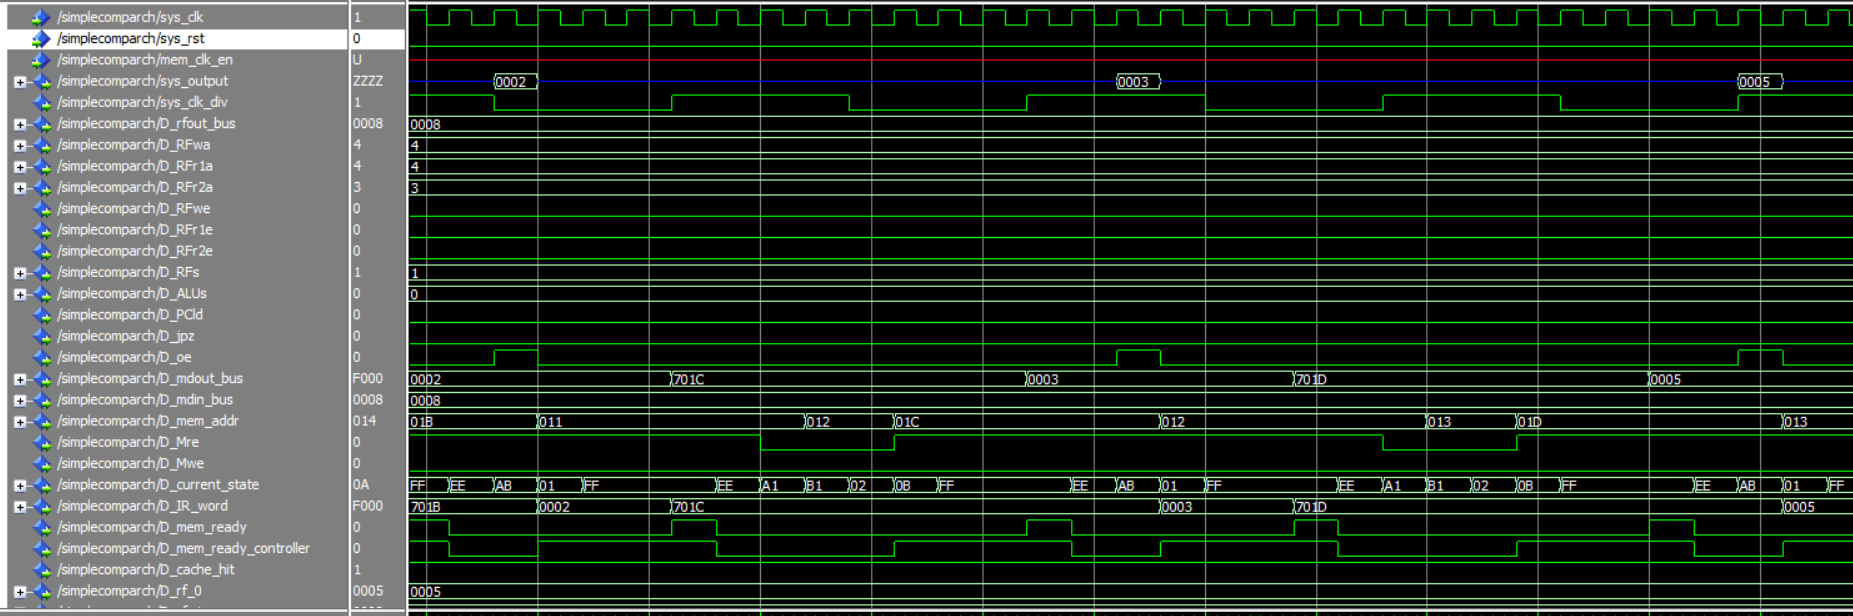 /simplecomparch/sys_clk 1
/simplecomparch/sys_rst 0
/simplecomparch/mem_clk_en U
/simplecomparch/sys_output ZZZZ 0002 0003 0005
/simplecomparch/sys_clk_div 1
/simplecomparch/D_rfout_bus 0008 0008
/simplecomparch/D_RFwa 4 4
/simplecomparch/D_RFr1a 4 4
/simplecomparch/D_RFr2a 3 3
/simplecomparch/D_RFwe 0
/simplecomparch/D_RFr1e 0
/simplecomparch/D_RFr2e 0
/simplecomparch/D_RFs 1 1
/simplecomparch/D_ALUs 0 0
/simplecomparch/D_PCld 0
/simplecomparch/D_jpz 0
/simplecomparch/D_oe 0
/simplecomparch/D_mdout_bus F000 0002 701C 0003 701D 0005
/simplecomparch/D_mdin_bus 0008 0008
/simplecomparch/D_mem_addr 014 01B 011 012 01C 012 013 01D 013
/simplecomparch/D_Mre 0
/simplecomparch/D_Mwe 0
/simplecomparch/D_current_state 0A FF EE AB 01 FF EE A1 B1 02 0B FF EE AB 01 FF EE A1 B1 02 0B FF EE AB 01 FF
/simplecomparch/D_IR_word F000 701B 0002 701C 0003 701D 0005
/simplecomparch/D_mem_ready 0
/simplecomparch/D_mem_ready_controller 0
/simplecomparch/D_cache_hit 1
/simplecomparch/D_rf_0 0005 0005